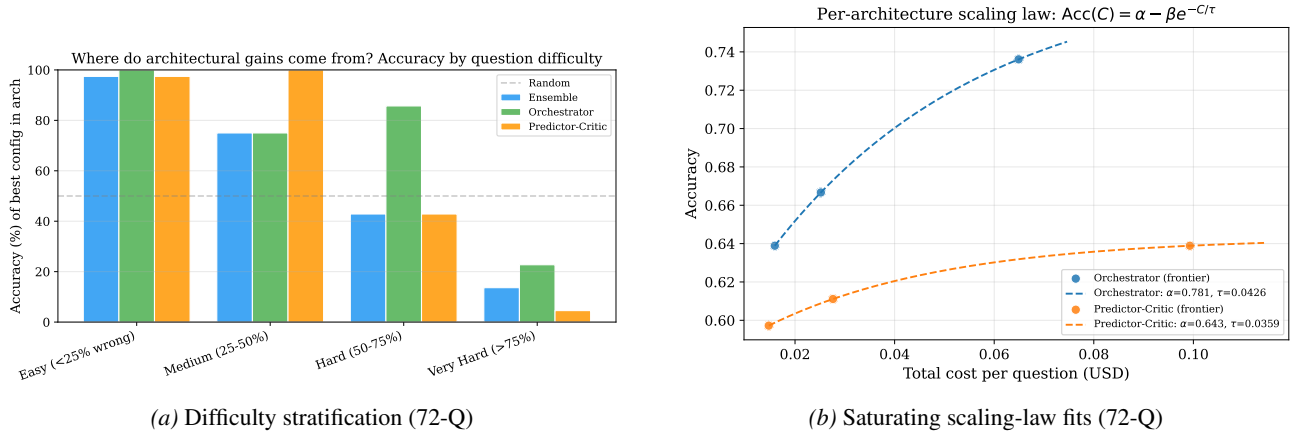 Where do architectural gains come from? Accuracy by question difficulty
Accuracy (%) of best config in arch
100
80
60
40
20
0
Random
Ensemble
Orchestrator
Predictor-Critic
Easy (<25% wrong)
Medium (25-50%)
Hard (50-75%)
Very Hard (>75%)
(a) Difficulty stratification (72-Q)
Per-architecture scaling law: Acc(C) = α − βe^{−C/τ}
Accuracy
0.74
0.72
0.70
0.68
0.66
0.64
0.62
0.60
Orchestrator (frontier)
Orchestrator: α=0.781, τ=0.0426
Predictor-Critic (frontier)
Predictor-Critic: α=0.643, τ=0.0359
0.02
0.04
0.06
0.08
0.10
Total cost per question (USD)
(b) Saturating scaling-law fits (72-Q)